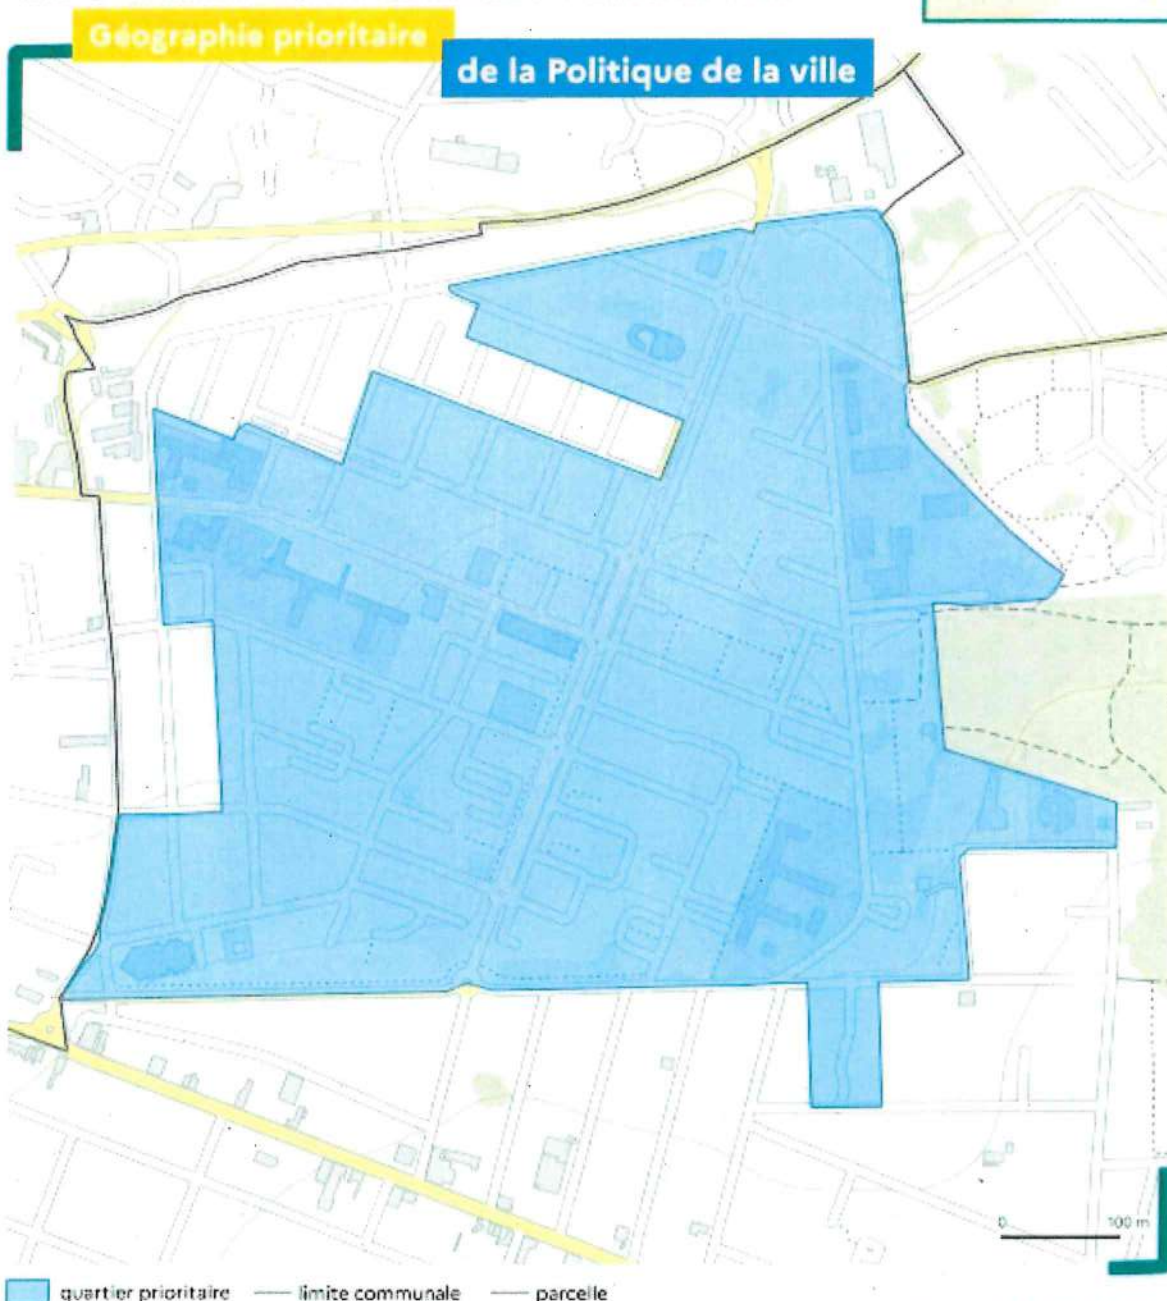 Géographie prioritaire
de la Politique de la ville
0 100 m
quartier prioritaire limite communale parcelle